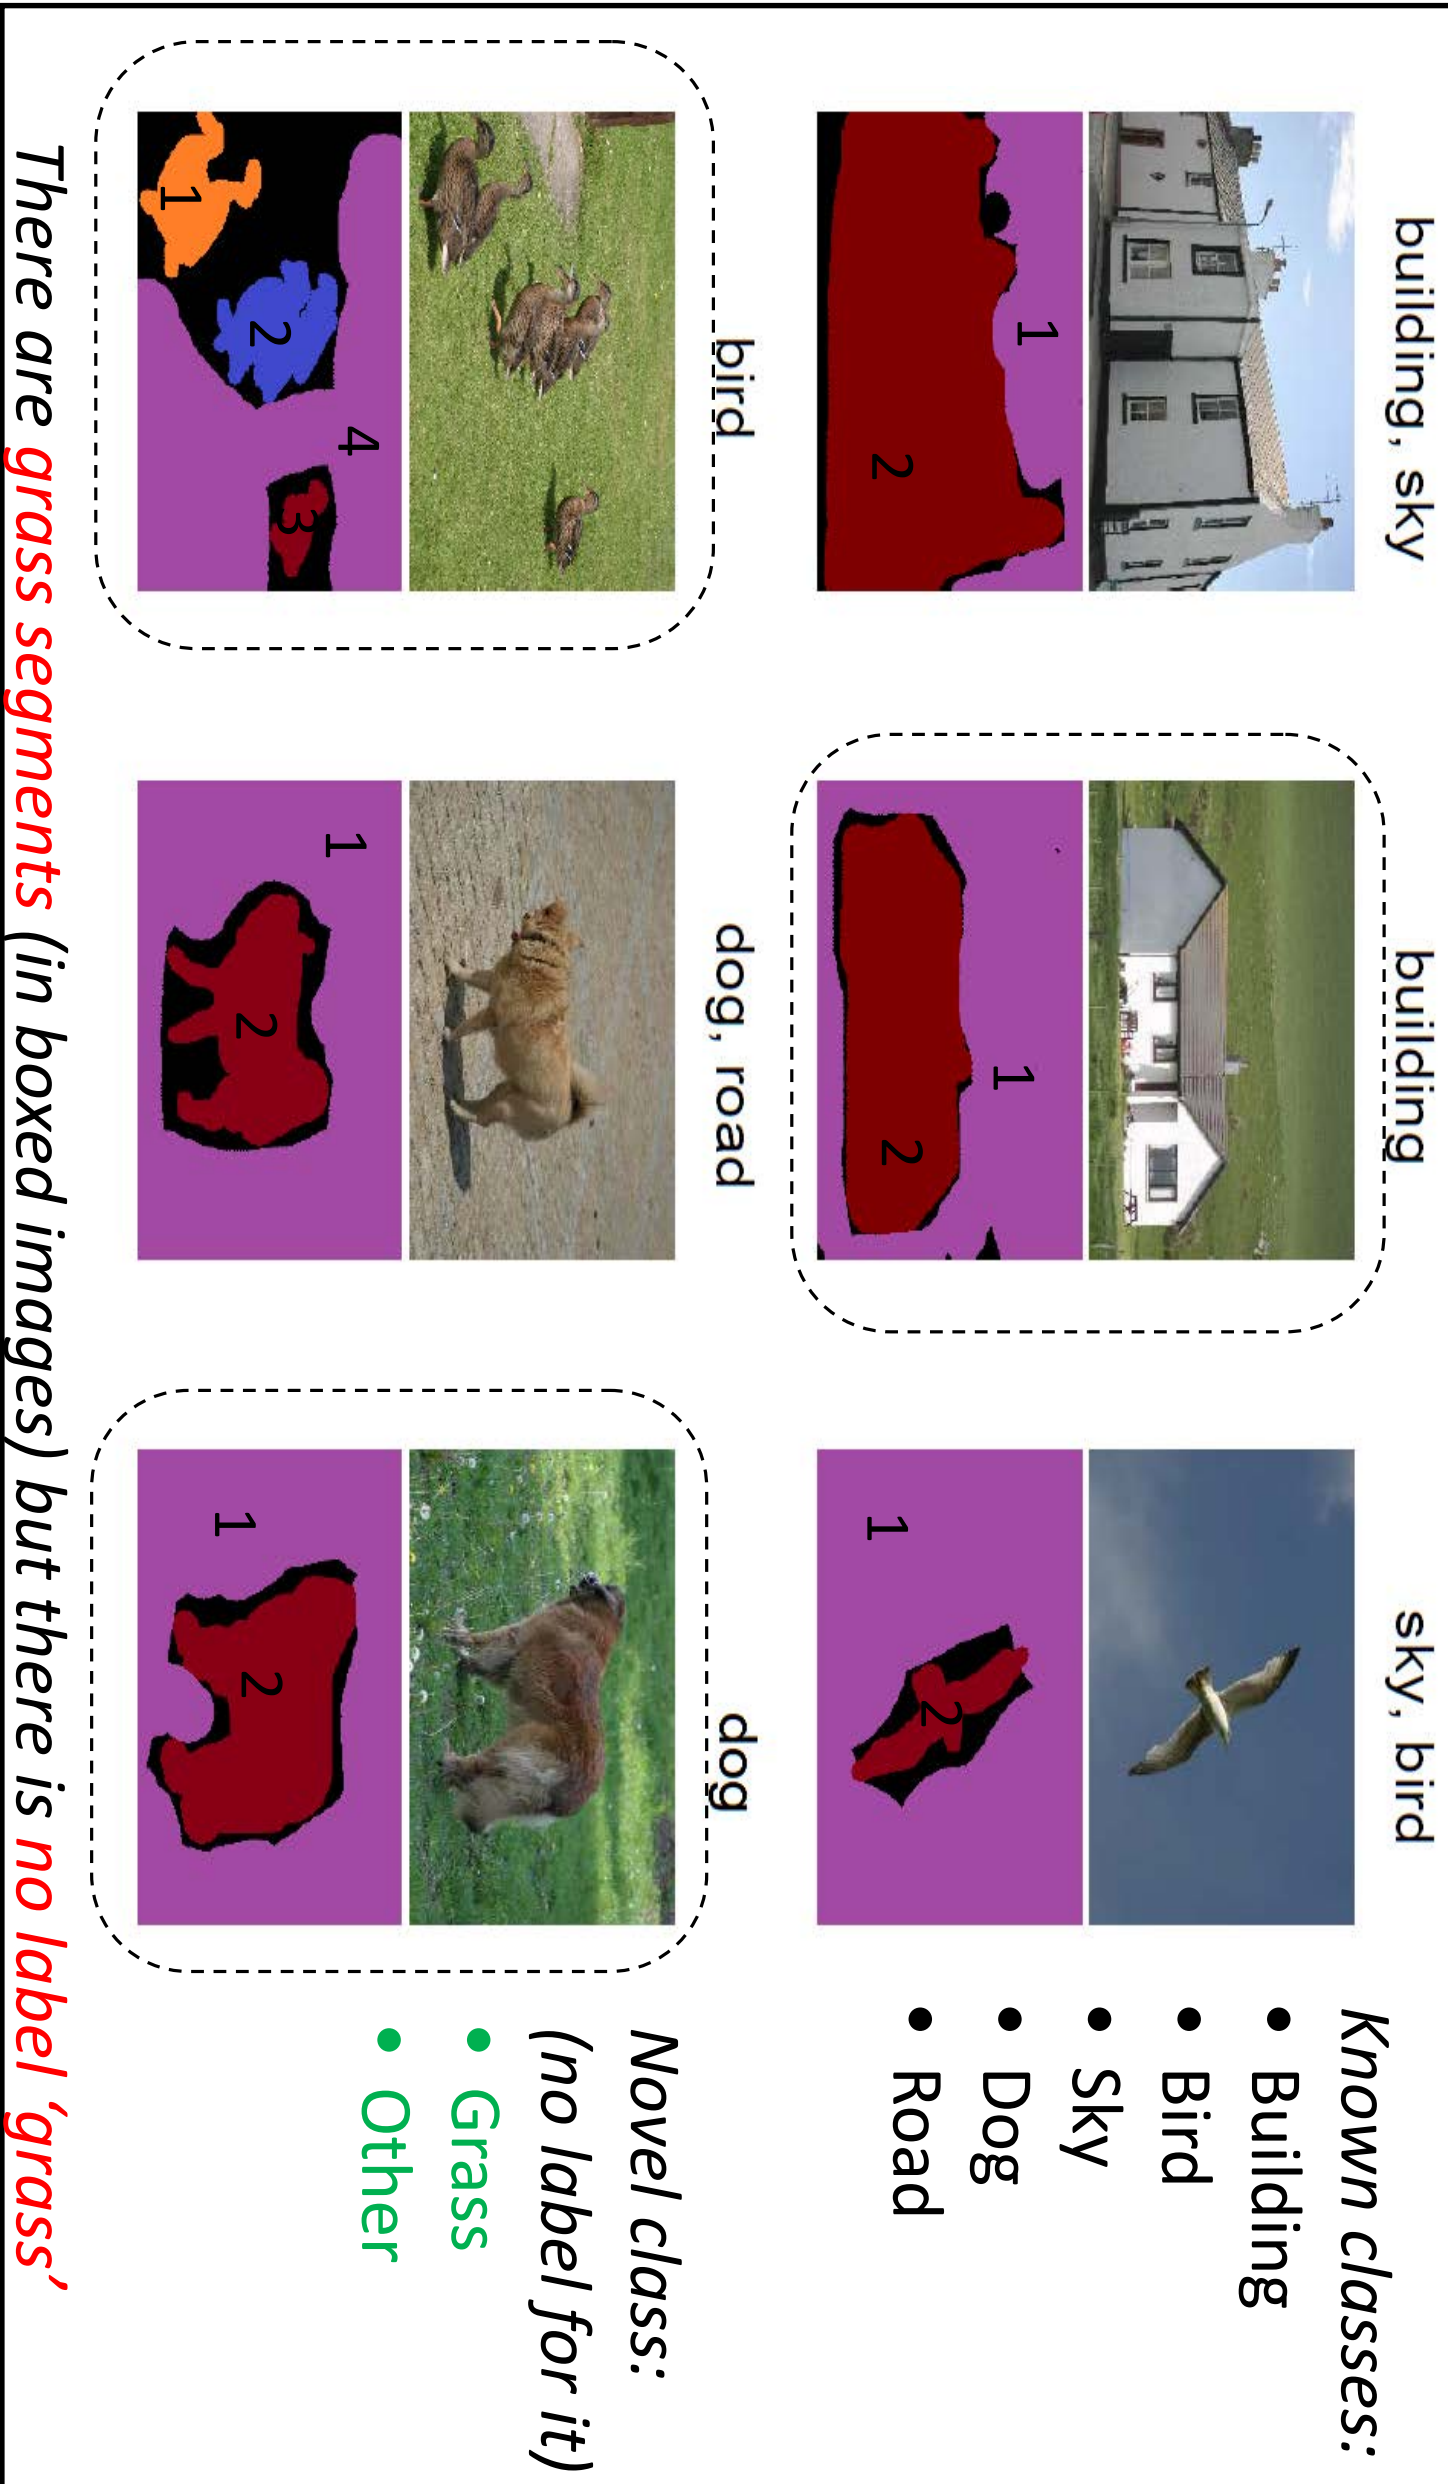 building, sky
building
sky, bird
1
2
1
2
1
2
Known classes:
• Building
• Bird
• Sky
• Dog
• Road
bird
dog, road
dog
1
2
3
4
1
2
1
2
Novel class:
(no label for it)
• Grass
• Other
There are grass segments (in boxed images) but there is no label ‘grass’